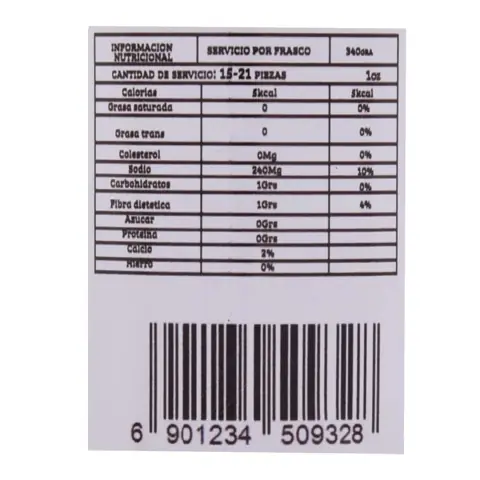 INFORMACION NUTRICIONAL SERVICIO POR FRASCO 340GRA
CANTIDAD DE SERVICIO: 15-21 PIEZAS 1oz
Calorias 5kcal 5kcal
Grasa saturada 0 0%
Grasa trans 0 0%
Colesterol 0Mg 0%
Sodio 240Mg 10%
Carbohidratos 1Grs 0%
Fibra dietetica 1Grs 4%
Azucar 0Grs
Proteina 0Grs
Calcio 2%
Hierro 0%
6 901234 509328